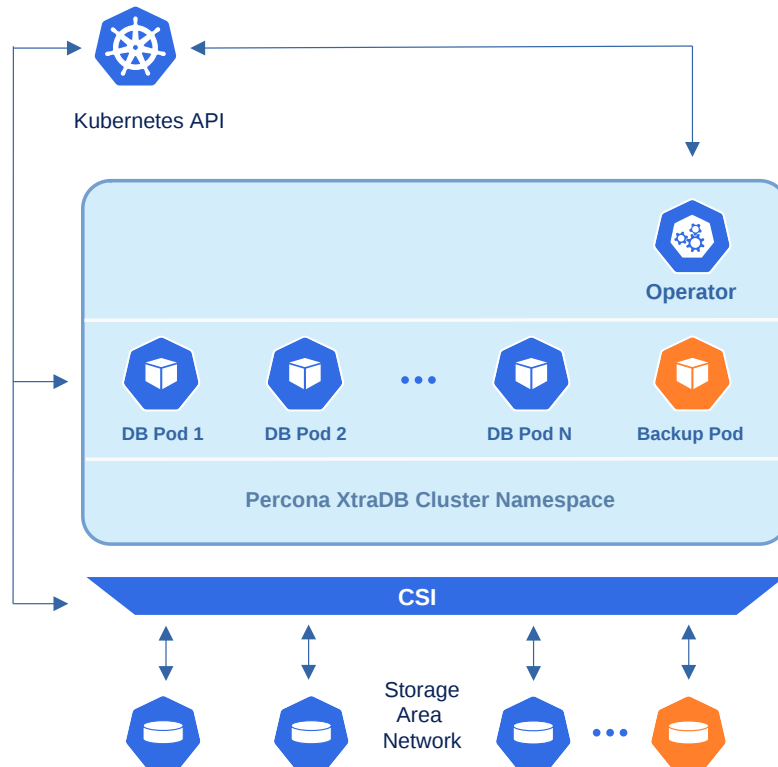 Kubernetes API
Operator
DB Pod 1
DB Pod 2
DB Pod N
Backup Pod
Percona XtraDB Cluster Namespace
CSI
Storage
Area
Network